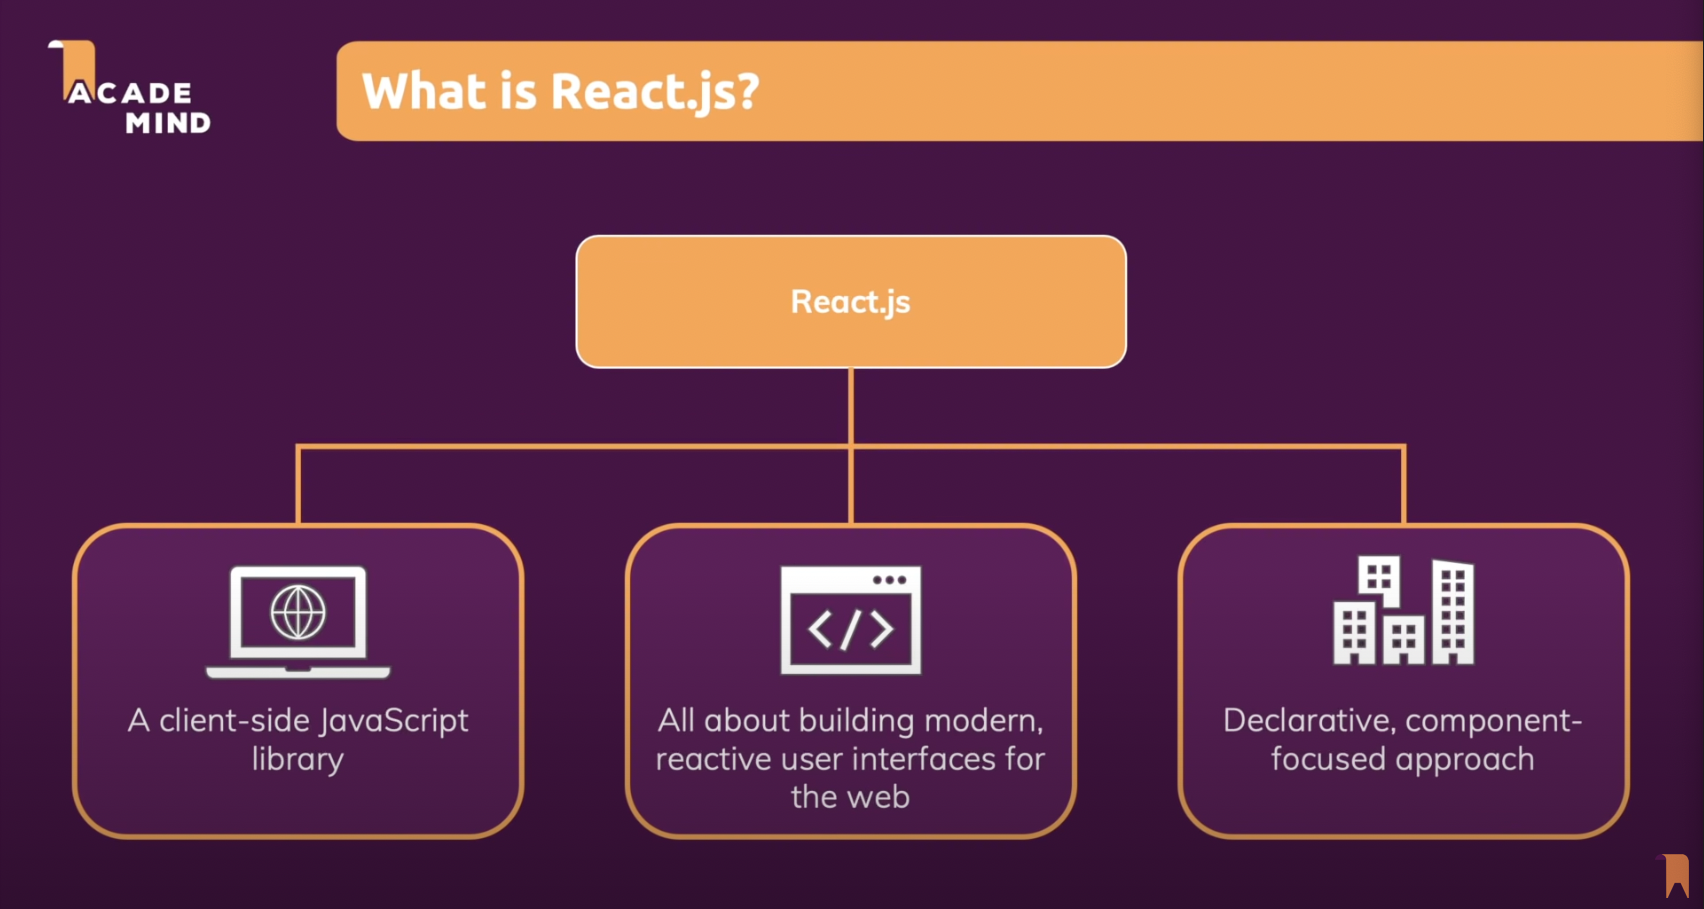 ACADE
MIND
What is React.js?
React.js
</>
A client-side JavaScript
library
All about building modern,
reactive user interfaces for
the web
Declarative, component-
focused approach